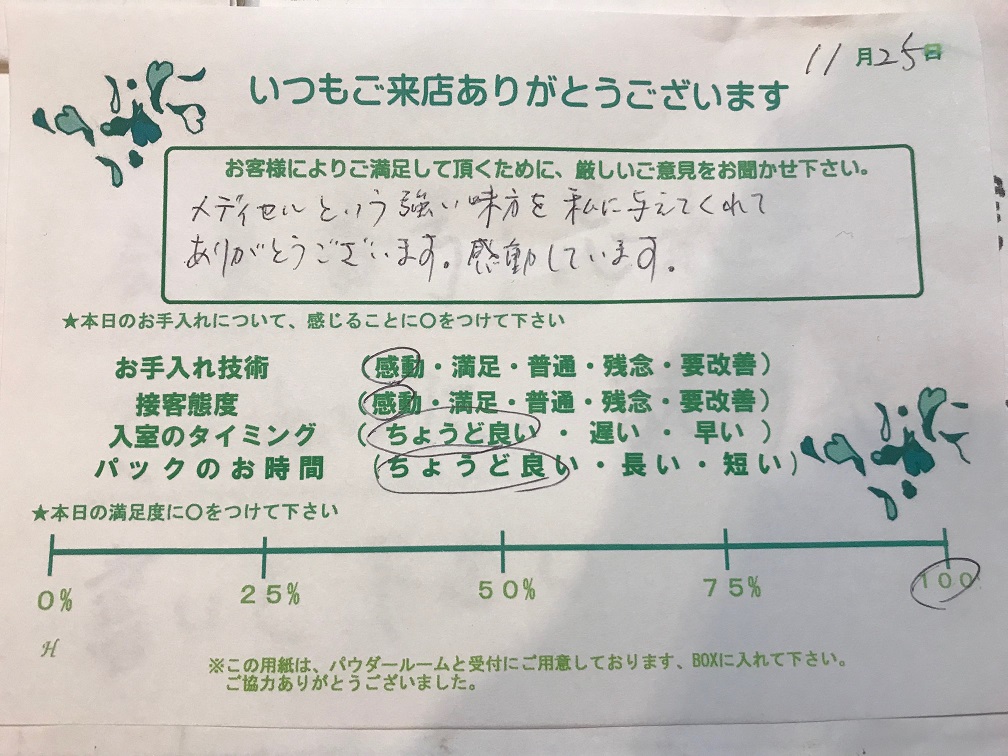 11月25日
いつもご来店ありがとうございます
お客様によりご満足して頂くために、厳しいご意見をお聞かせ下さい。
メディセルという強い味方を私に与えてくれて
ありがとうございます。感動しています。
★本日のお手入れについて、感じることに〇をつけて下さい
お手入れ技術 (感動・満足・普通・残念・要改善)
接客態度 (感動・満足・普通・残念・要改善)
入室のタイミング (ちょうど良い・遅い・早い)
パックのお時間 (ちょうど良い・長い・短い)
★本日の満足度に〇をつけて下さい
0% 25% 50% 75% 100
H
※この用紙は、パウダールームと受付にご用意しております、BOXに入れて下さい。
ご協力ありがとうございました。